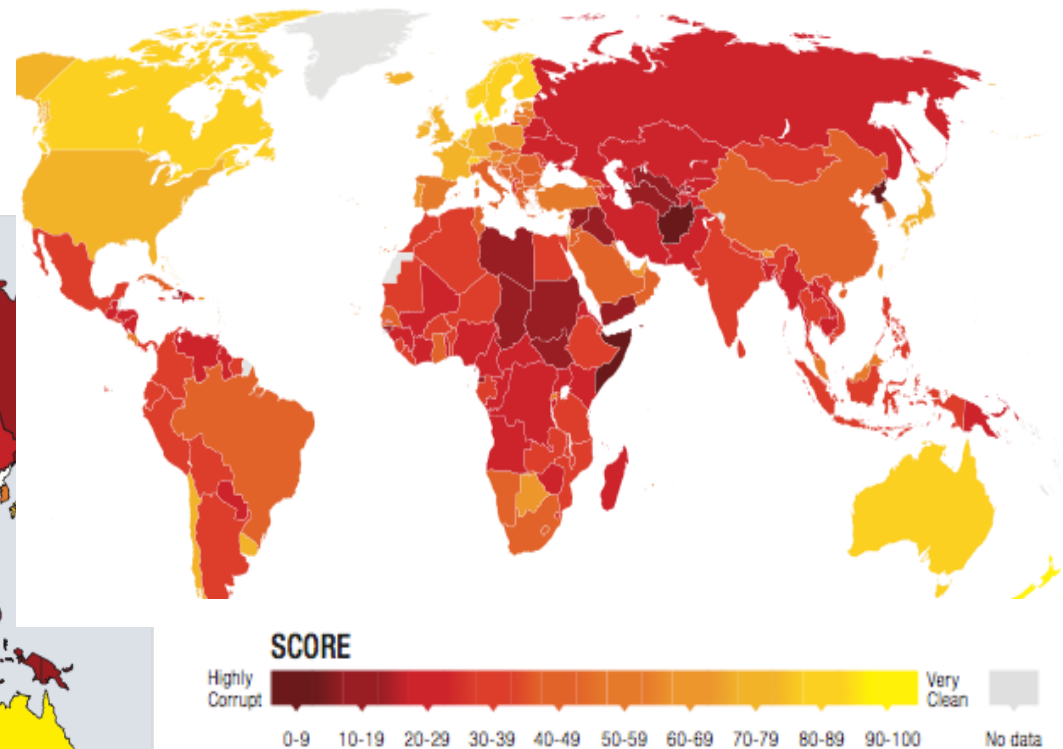 SCORE
Highly
Corrupt
Very
Clean
0-9 10-19 20-29 30-39 40-49 50-59 60-69 70-79 80-89 90-100 No data